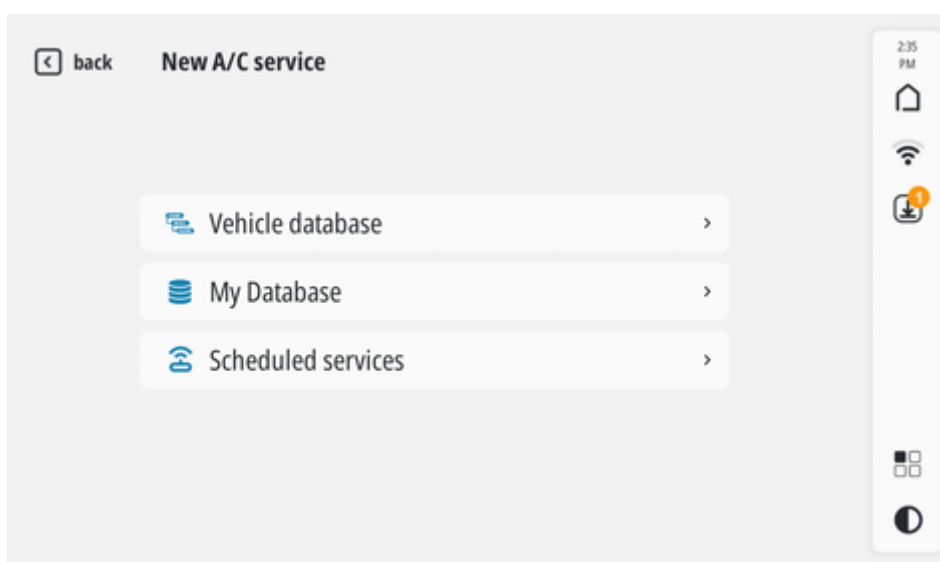 back
New A/C service
2:35
PM
1
Vehicle database
My Database
Scheduled services